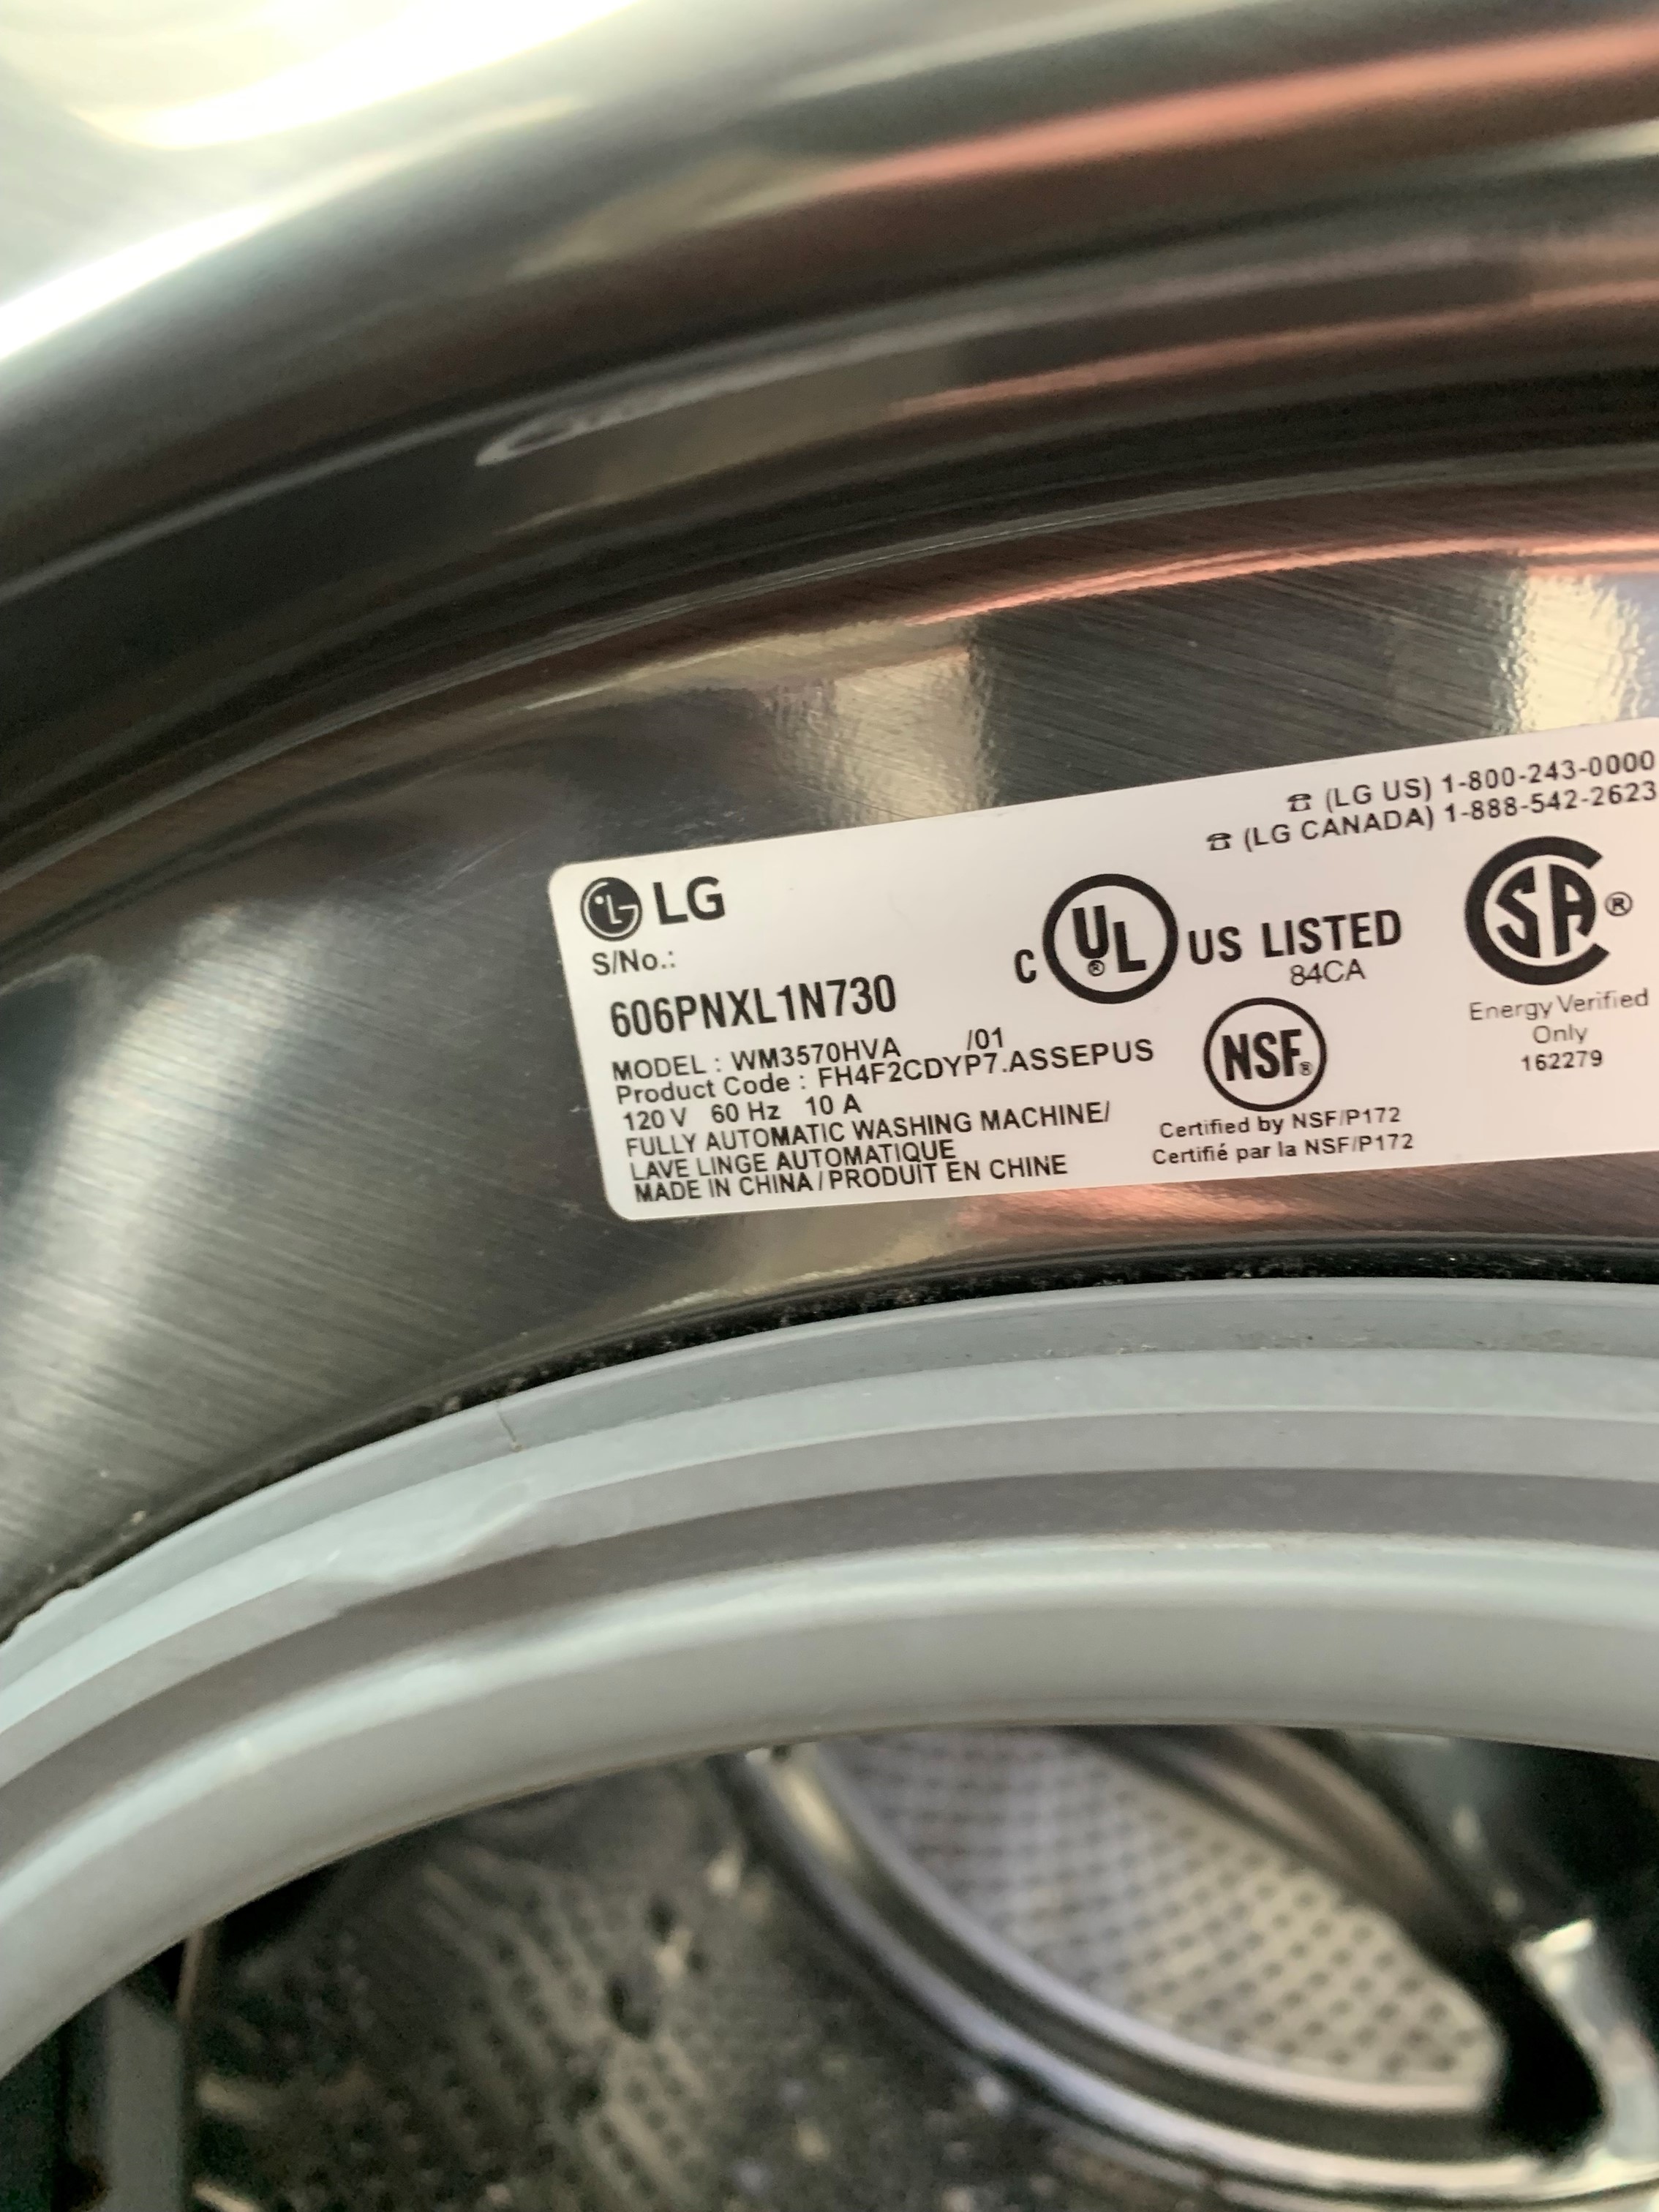 ☎ (LG US) 1-800-243-0000
☎ (LG CANADA) 1-888-542-2623
LG
S/No.:
606PNXL1N730
MODEL : WM3570HVA /01
Product Code : FH4F2CDYP7.ASSEPUS
120 V 60 Hz 10 A
FULLY AUTOMATIC WASHING MACHINE/
LAVE LINGE AUTOMATIQUE
MADE IN CHINA / PRODUIT EN CHINE
C UL ® US LISTED
84CA
NSF®
Certified by NSF/P172
Certifié par la NSF/P172
SA ®
Energy Verified
Only
162279